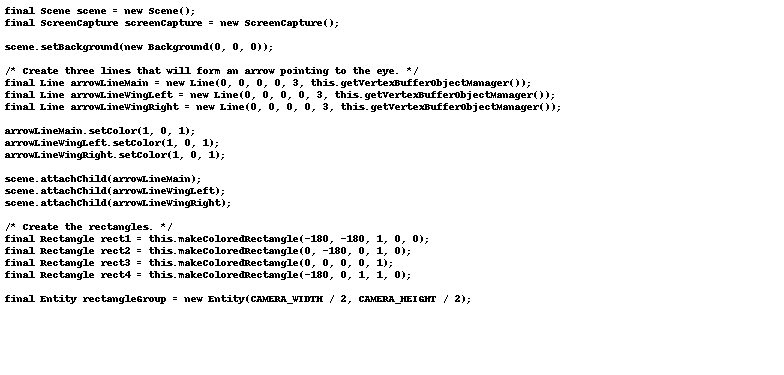 final Scene scene = new Scene();
final ScreenCapture screenCapture = new ScreenCapture();
scene.setBackground(new Background(0, 0, 0));
/* Create three lines that will form an arrow pointing to the eye. */
final Line arrowLineMain = new Line(0, 0, 0, 0, 3, this.getVertexBufferObjectManager());
final Line arrowLineWingLeft = new Line(0, 0, 0, 0, 3, this.getVertexBufferObjectManager());
final Line arrowLineWingRight = new Line(0, 0, 0, 0, 3, this.getVertexBufferObjectManager());
arrowLineMain.setColor(1, 0, 1);
arrowLineWingLeft.setColor(1, 0, 1);
arrowLineWingRight.setColor(1, 0, 1);
scene.attachChild(arrowLineMain);
scene.attachChild(arrowLineWingLeft);
scene.attachChild(arrowLineWingRight);
/* Create the rectangles. */
final Rectangle rect1 = this.makeColoredRectangle(-180, -180, 1, 0, 0);
final Rectangle rect2 = this.makeColoredRectangle(0, -180, 0, 1, 0);
final Rectangle rect3 = this.makeColoredRectangle(0, 0, 0, 0, 1);
final Rectangle rect4 = this.makeColoredRectangle(-180, 0, 1, 1, 0);
final Entity rectangleGroup = new Entity(CAMERA_WIDTH / 2, CAMERA_HEIGHT / 2);